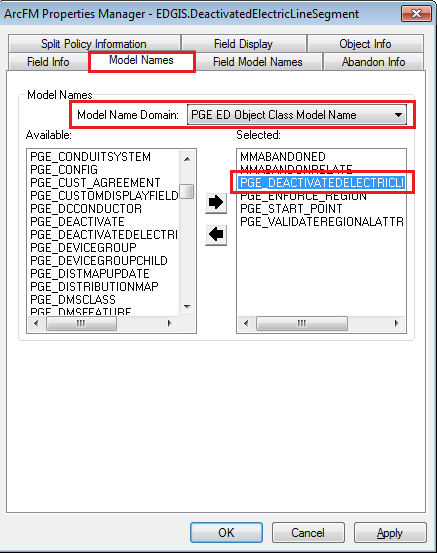 ArcFM Properties Manager - EDGIS.DeactivatedElectricLineSegment
Split Policy Information Field Display Object Info
Field Info Model Names Field Model Names Abandon Info
Model Names
Model Name Domain: PGE ED Object Class Model Name
Available: Selected:
PGE_CONDUITSYSTEM
PGE_CONFIG
PGE_CUST_AGREEMENT
PGE_CUSTOMDISPLAYFIELD
PGE_DCCONDUCTOR
PGE_DEACTIVATE
PGE_DEACTIVATEDELECTRI
PGE_DEVICEGROUP
PGE_DEVICEGROUPCHILD
PGE_DISTMAPUPDATE
PGE_DISTRIBUTIONMAP
PGE_DMSCLASS
PGE_DMSFEATURE
MMABANDONED
MMABANDONRELATE
PGE_DEACTIVATEDELECTRICLI
PGE_ENFORCE_REGION
PGE_START_POINT
PGE_VALIDATEREGIONALATTR
OK Cancel Apply